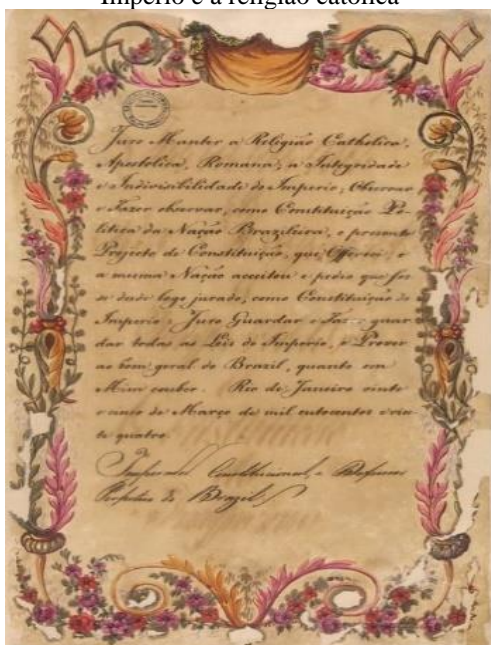 Império e a religião católica
Juro Manter a Religião Catholica,
Apostolica, Romana; a Integridade
e Indivisibilidade do Imperio; Observar
e Fazer observar, como Constituição Po-
litica da Nação Brazileira, o presente
Projecto de Constituição, que Offereci, e
a mesma Nação aceitou e pedio que fos-
se desde logo jurado, como Constituição do
Imperio; Juro Guardar e Fazer guar
dar todas as Leis do Imperio, e Prover
ao bem geral do Brazil, quanto em
Mim couber. Rio de Janeiro vinte
e cinco de Março de mil oitocentos e vin-
te quatro.
Imperador Constitucional, e Defensor
Perpetuo do Brazil